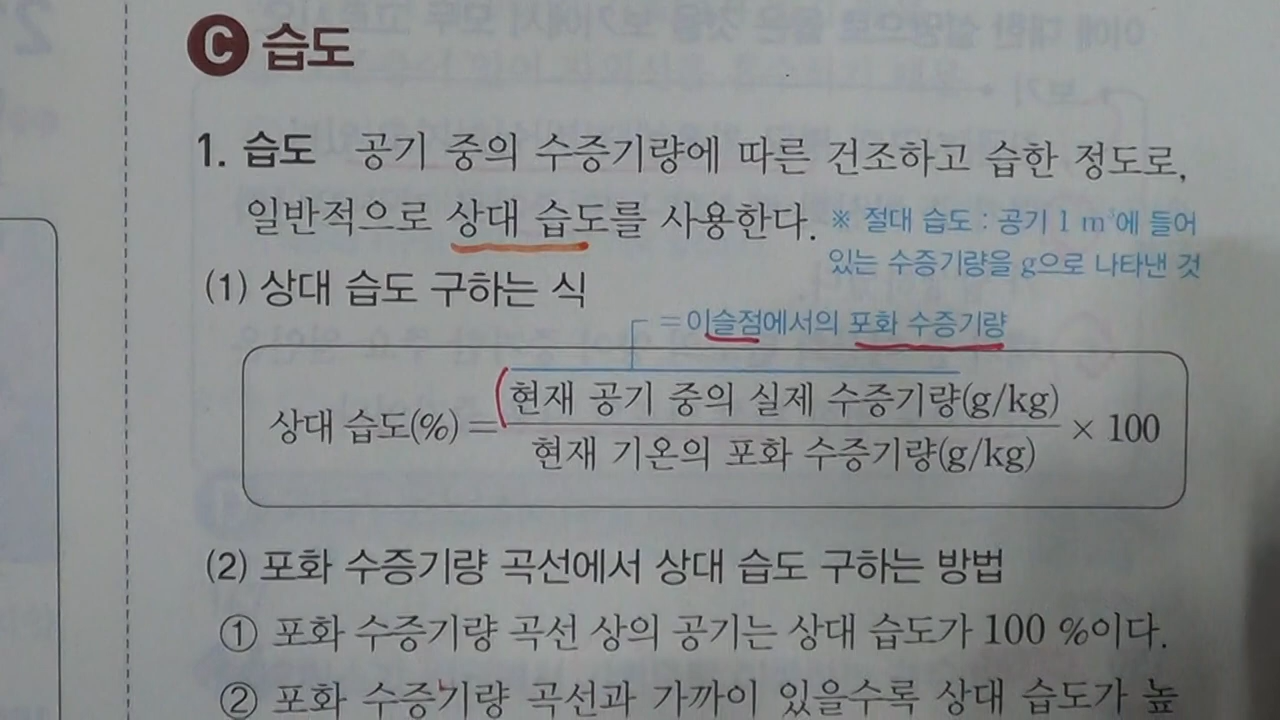 C 습도
1. 습도 공기 중의 수증기량에 따른 건조하고 습한 정도로,
일반적으로 상대 습도를 사용한다.
※ 절대 습도 : 공기 1 m³에 들어
있는 수증기량을 g으로 나타낸 것
(1) 상대 습도 구하는 식
= 이슬점에서의 포화 수증기량
상대 습도(%) = 현재 공기 중의 실제 수증기량(g/kg) / 현재 기온의 포화 수증기량(g/kg) × 100
(2) 포화 수증기량 곡선에서 상대 습도 구하는 방법
① 포화 수증기량 곡선 상의 공기는 상대 습도가 100 %이다.
② 포화 수증기량 곡선과 가까이 있을수록 상대 습도가 높